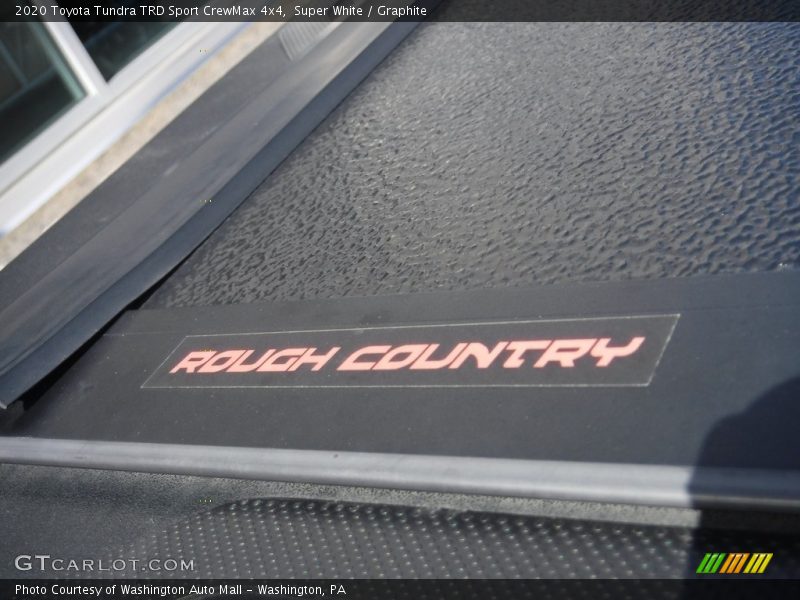 2020 Toyota Tundra TRD Sport CrewMax 4x4, Super White / Graphite
ROUGH COUNTRY
GTCARLOT.COM
Photo Courtesy of Washington Auto Mall - Washington, PA